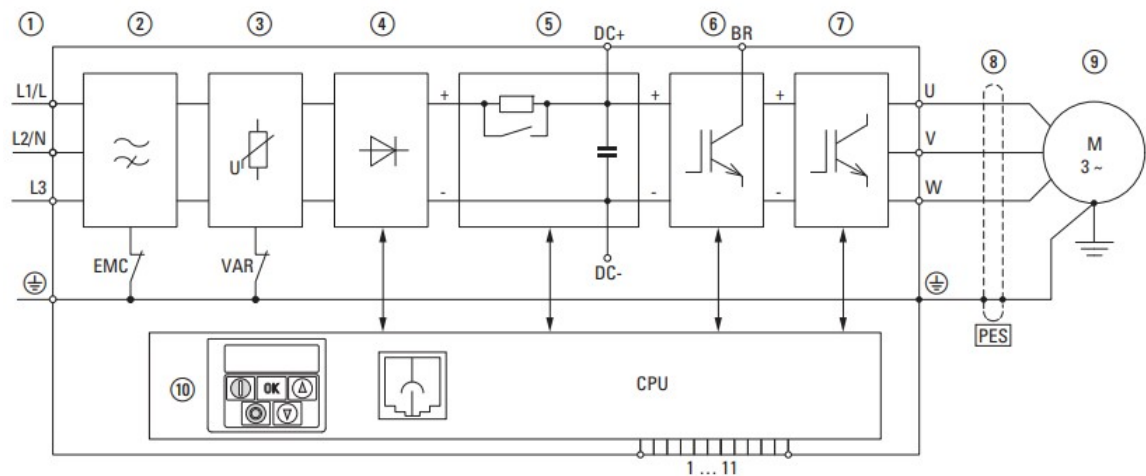 ① ② ③ ④ ⑤ DC+ ⑥ BR ⑦ ⑧ ⑨
L1/L + + + U
L2/N U V M 3 ~
L3 - - - W
EMC VAR DC-
PES
⑩ OK CPU
1 ... 11